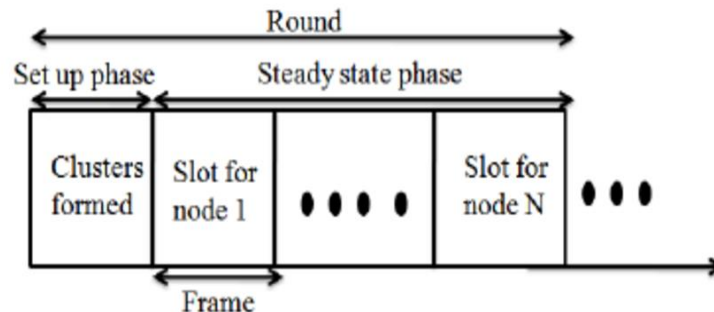 Round
Set up phase
Steady state phase
Clusters
formed
Slot for
node 1
Slot for
node N
Frame